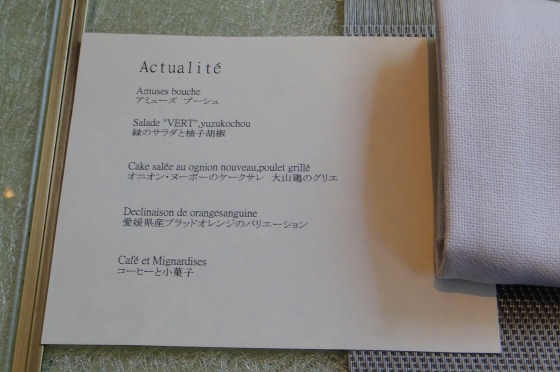 Actualité
Amuses bouche
アミューズ ブーシュ
Salade "VERT",yuzukochou
緑のサラダと柚子胡椒
Cake salée au ognion nouveau,poulet grillé
オニオン・ヌーボーのケークサレ 大山鶏のグリエ
Declinaison de orangesanguine
愛媛県産ブラッドオレンジのバリエーション
Café et Mignardises
コーヒーと小菓子